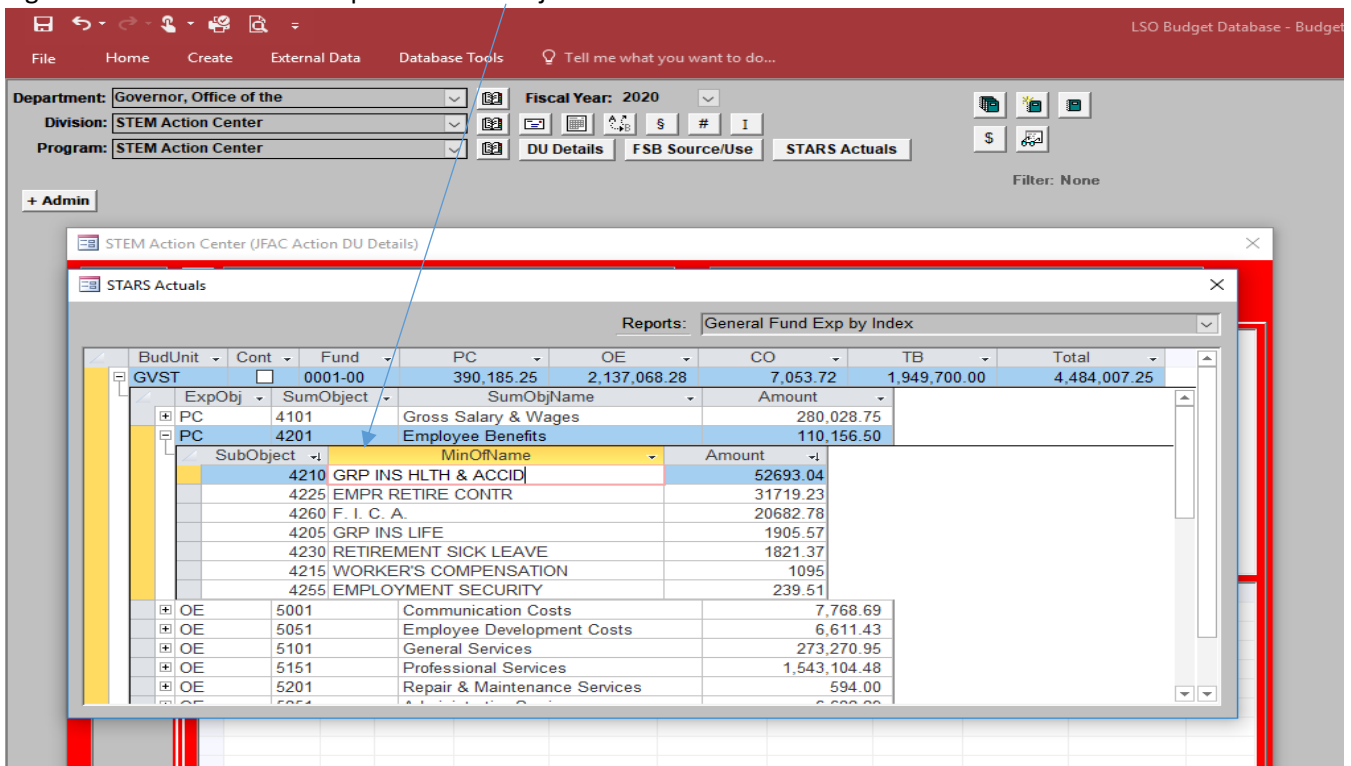 LSO Budget Database - Budget
File Home Create External Data Database Tools Tell me what you want to do...
Department: Governor, Office of the Fiscal Year: 2020
Division: STEM Action Center § # I
Program: STEM Action Center DU Details FSB Source/Use STARS Actuals $
Filter: None
+ Admin
STEM Action Center (JFAC Action DU Details)
STARS Actuals
Reports: General Fund Exp by Index
BudUnit Cont Fund PC OE CO TB Total
GVST 0001-00 390,185.25 2,137,068.28 7,053.72 1,949,700.00 4,484,007.25
ExpObj SumObject SumObjName Amount
PC 4101 Gross Salary & Wages 280,028.75
PC 4201 Employee Benefits 110,156.50
SubObject MinOfName Amount
4210 GRP INS HLTH & ACCID 52693.04
4225 EMPR RETIRE CONTR 31719.23
4260 F. I. C. A. 20682.78
4205 GRP INS LIFE 1905.57
4230 RETIREMENT SICK LEAVE 1821.37
4215 WORKER'S COMPENSATION 1095
4255 EMPLOYMENT SECURITY 239.51
OE 5001 Communication Costs 7,768.69
OE 5051 Employee Development Costs 6,611.43
OE 5101 General Services 273,270.95
OE 5151 Professional Services 1,543,104.48
OE 5201 Repair & Maintenance Services 594.00